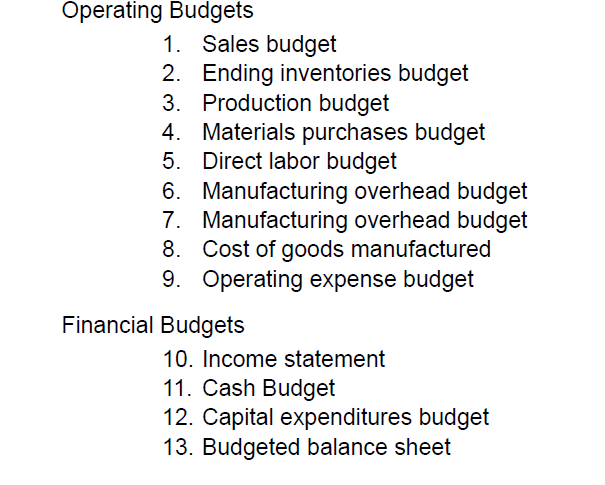 Operating Budgets
1. Sales budget
2. Ending inventories budget
3. Production budget
4. Materials purchases budget
5. Direct labor budget
6. Manufacturing overhead budget
7. Manufacturing overhead budget
8. Cost of goods manufactured
9. Operating expense budget
Financial Budgets
10. Income statement
11. Cash Budget
12. Capital expenditures budget
13. Budgeted balance sheet